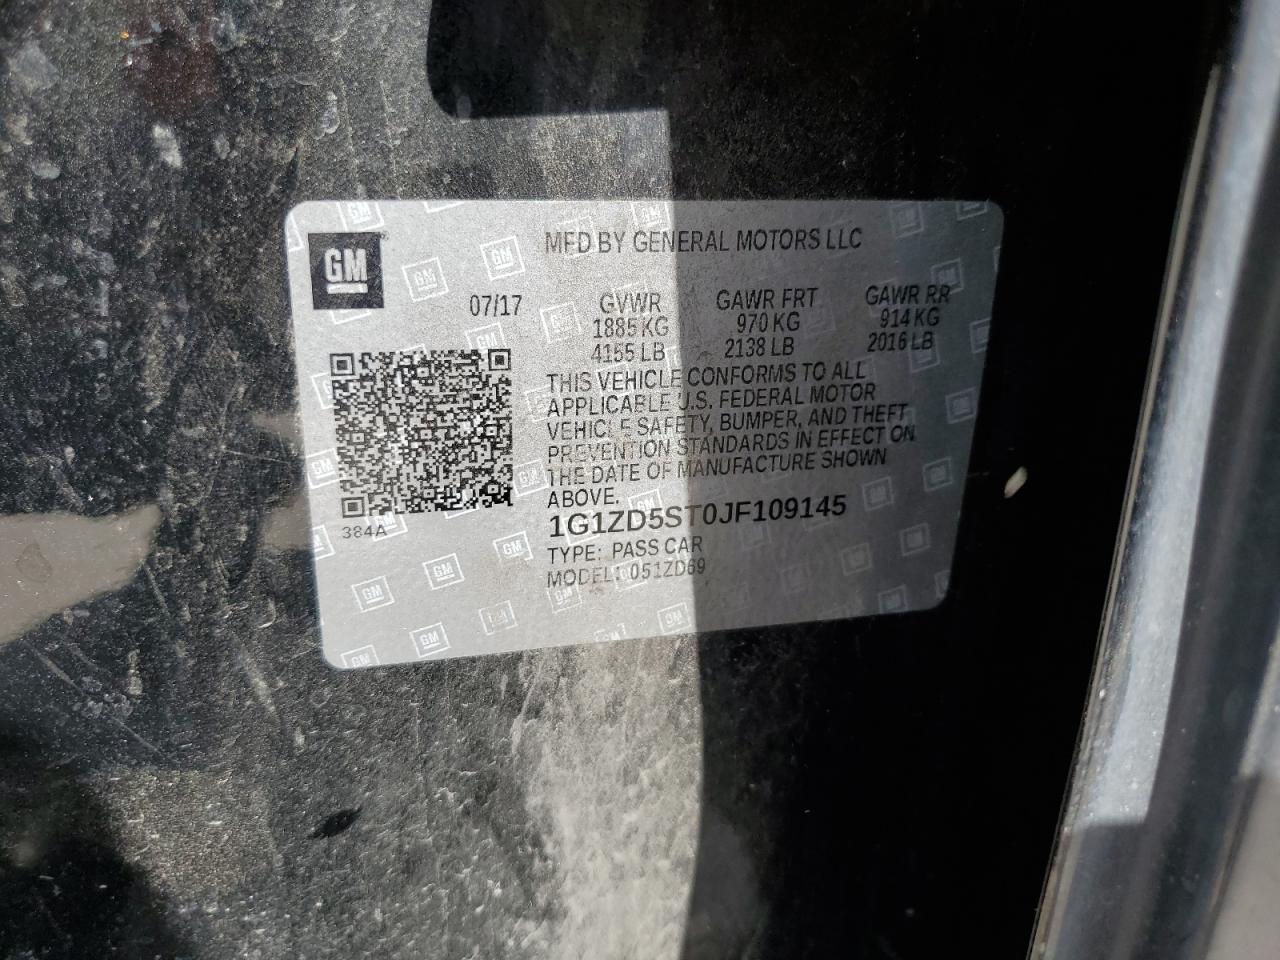 GM
MFD BY GENERAL MOTORS LLC
07/17 GVWR GAWR FRT GAWR RR
1885 KG 970 KG 914 KG
4155 LB 2138 LB 2016 LB
THIS VEHICLE CONFORMS TO ALL
APPLICABLE U.S. FEDERAL MOTOR
VEHICLE SAFETY, BUMPER, AND THEFT
PREVENTION STANDARDS IN EFFECT ON
THE DATE OF MANUFACTURE SHOWN
ABOVE.
384A
1G1ZD5ST0JF109145
TYPE: PASS CAR
MODEL: 051ZD69